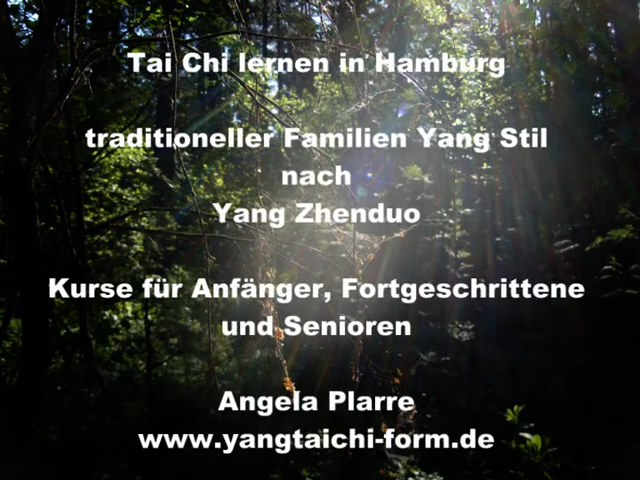 Tai Chi lernen in Hamburg
traditioneller Familien Yang Stil
nach
Yang Zhenduo
Kurse für Anfänger, Fortgeschrittene
und Senioren
Angela Plarre
www.yangtaichi-form.de